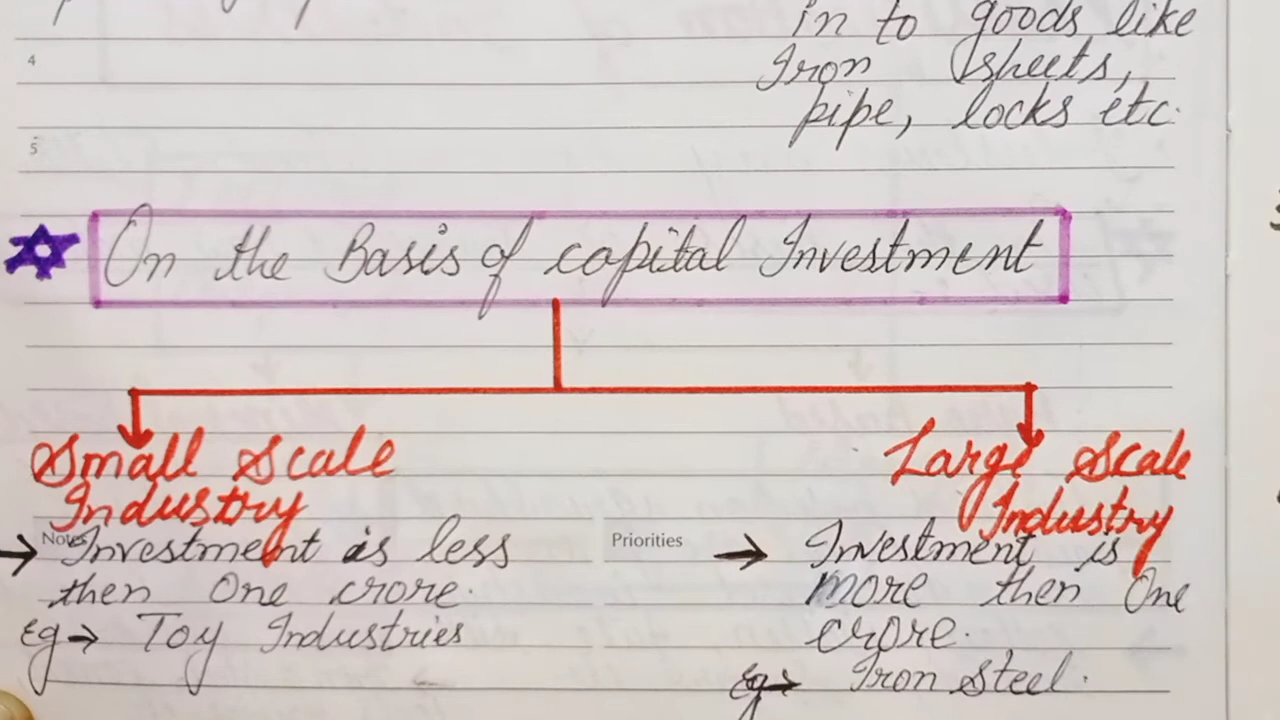 in to goods like
4
Iron sheets,
pipe, locks etc.
5
On the Basis of capital Investment
Small Scale
Industry
Large Scale
Industry
Notes
Investment is less
then One crore.
Eg → Toy Industries
Priorities
→ Investment is
more then One
crore.
Eg → Iron Steel.